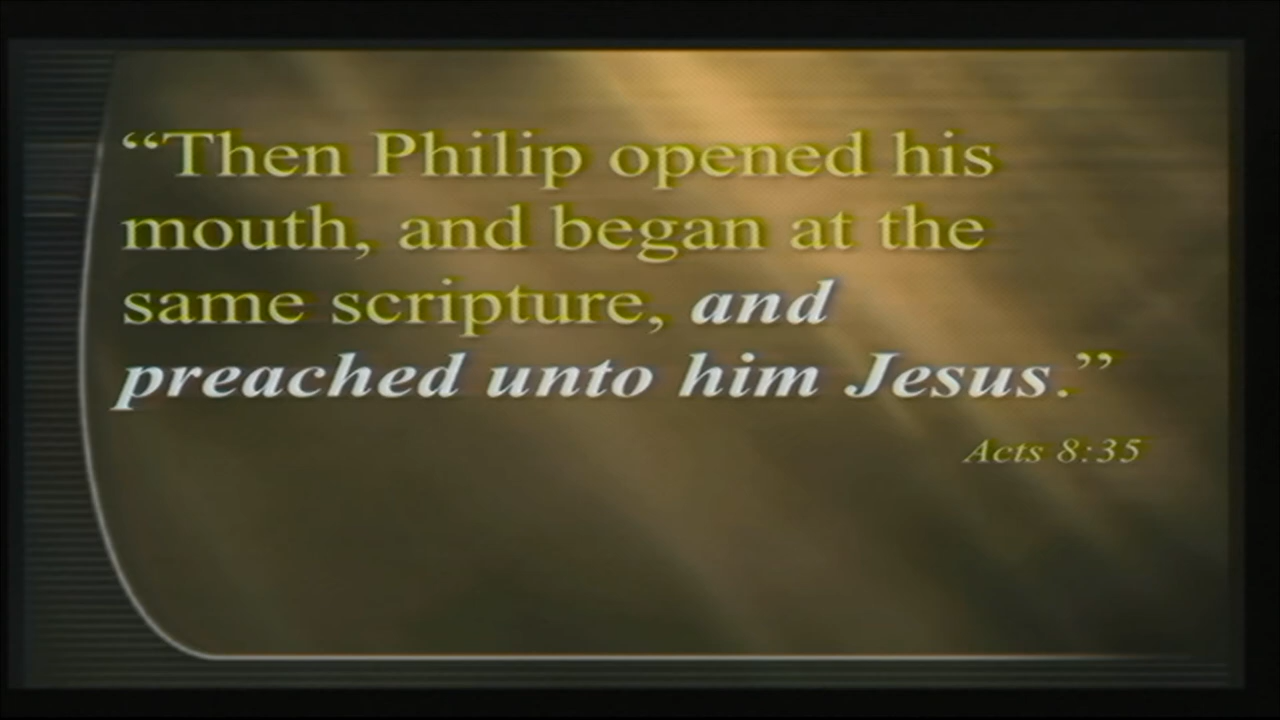 “Then Philip opened his
mouth, and began at the
same scripture, and
preached unto him Jesus.”
Acts 8:35